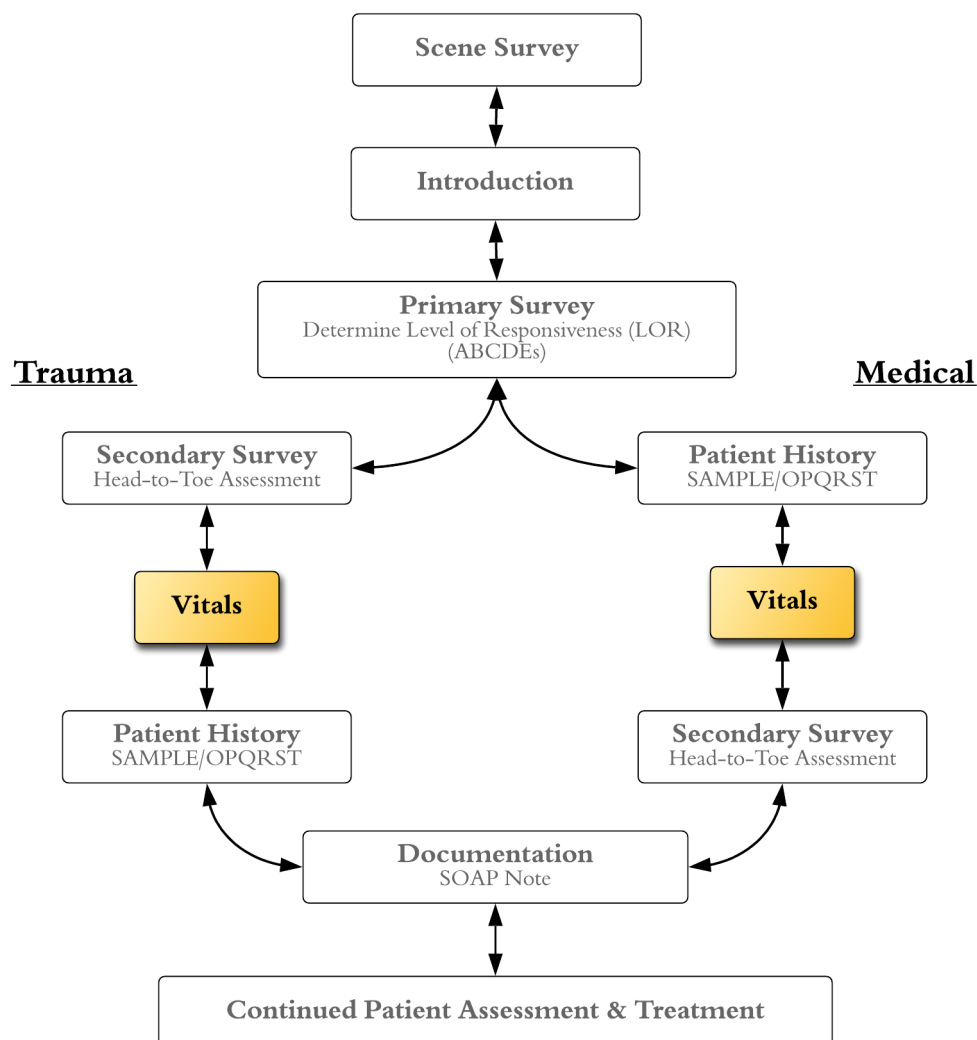 Scene Survey
Introduction
Primary Survey
Determine Level of Responsiveness (LOR)
(ABCDEs)
Trauma
Medical
Secondary Survey
Head-to-Toe Assessment
Patient History
SAMPLE/OPQRST
Vitals
Vitals
Patient History
SAMPLE/OPQRST
Secondary Survey
Head-to-Toe Assessment
Documentation
SOAP Note
Continued Patient Assessment & Treatment